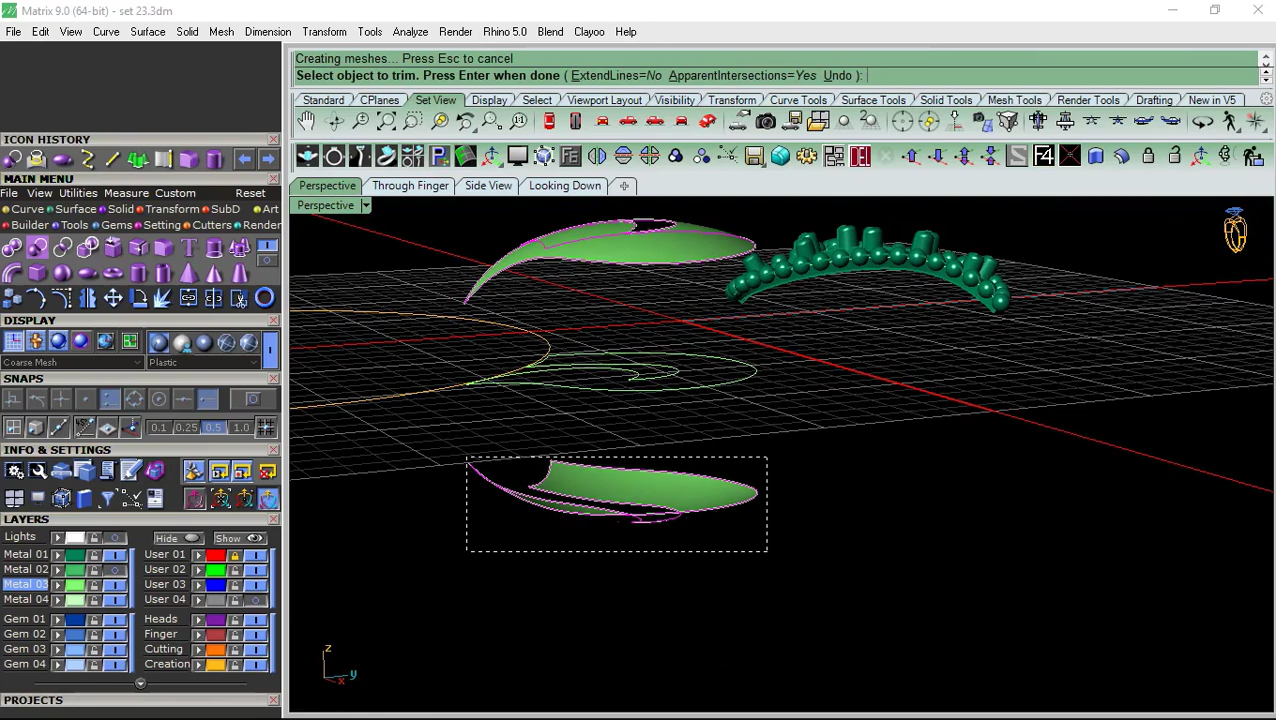 Matrix 9.0 (64-bit) - set 23.3dm
File Edit View Curve Surface Solid Mesh Dimension Transform Tools Analyze Render Rhino 5.0 Blend Clayoo Help
Creating meshes... Press Esc to cancel
Select object to trim. Press Enter when done ( ExtendLines=No ApparentIntersections=Yes Undo ):
Standard CPlanes Set View Display Select Viewport Layout Visibility Transform Curve Tools Surface Tools Solid Tools Mesh Tools Render Tools Drafting New in V5
Perspective Through Finger Side View Looking Down
Perspective
ICON HISTORY
MAIN MENU
File View Utilities Measure Custom Reset
Curve Surface Solid Transform SubD Art
Builder Tools Gems Setting Cutters Render
DISPLAY
Coarse Mesh Plastic
SNAPS
0.1 0.25 0.5 1.0
INFO & SETTINGS
LAYERS
Lights Hide Show
Metal 01 User 01
Metal 02 User 02
Metal 03 User 03
Metal 04 User 04
Gem 01 Heads
Gem 02 Finger
Gem 03 Cutting
Gem 04 Creation
PROJECTS
z
y
x